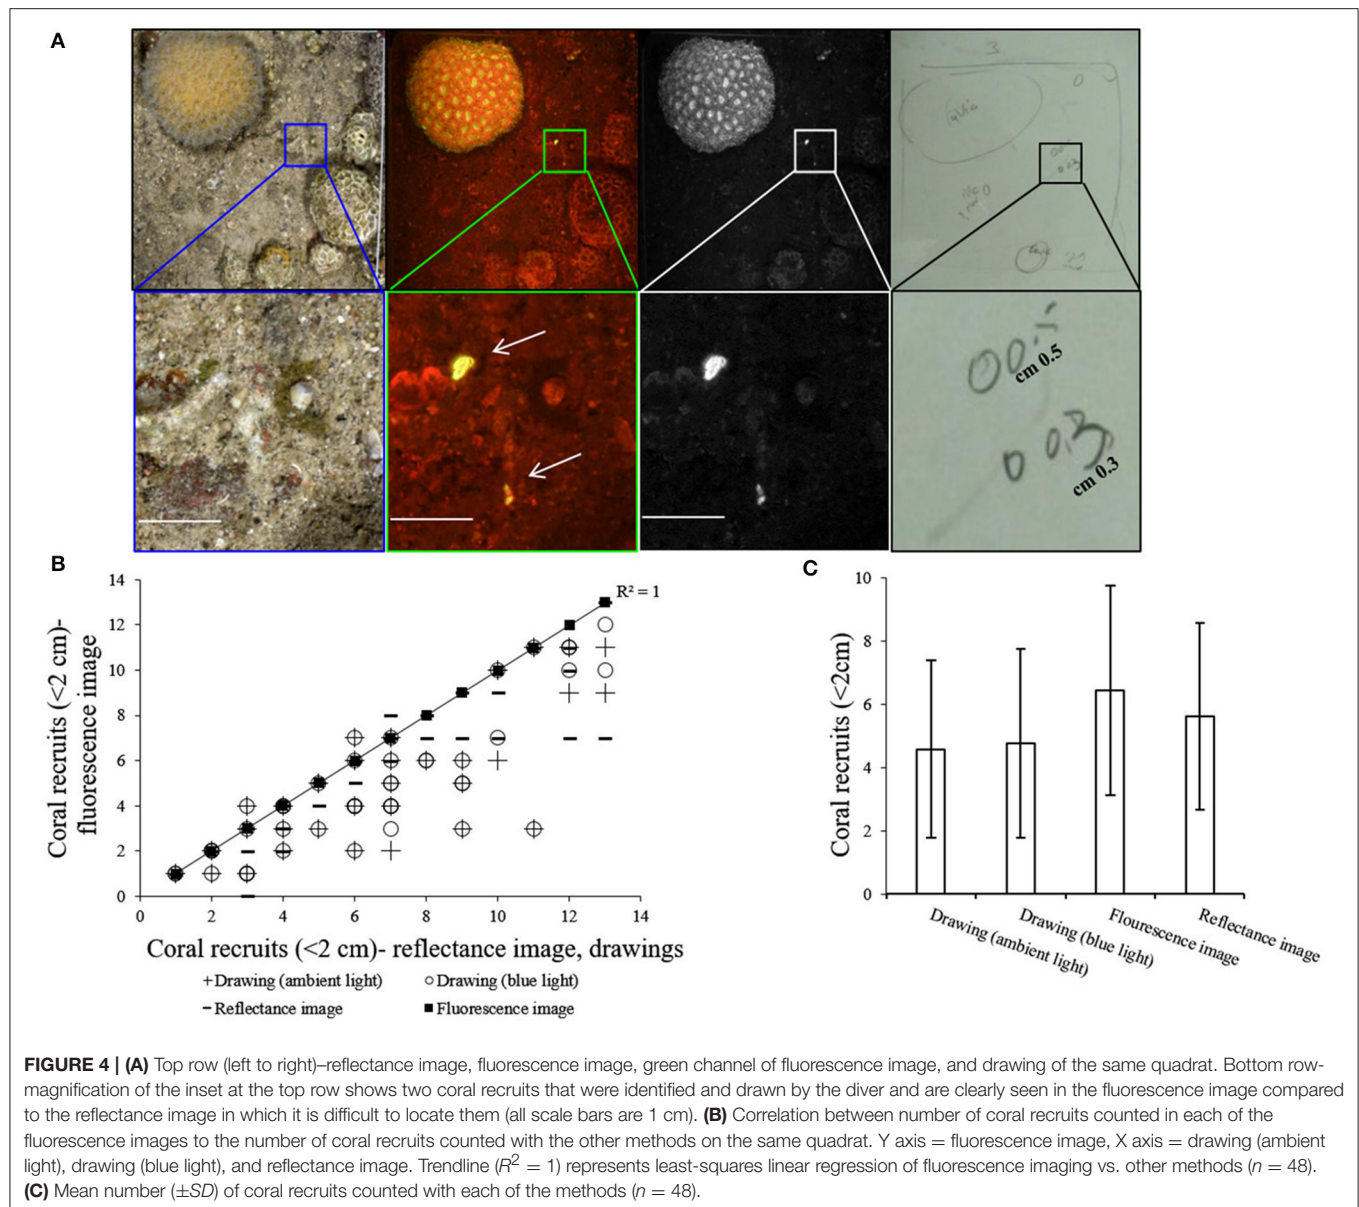 A
3
0
00
0.3
0
00
cm 0.5
0 0.3
cm 0.3
B
14
12
10
8
6
4
2
0
0 2 4 6 8 10 12 14
R² = 1
Coral recruits (<2 cm)-
fluorescence image
Coral recruits (<2 cm)- reflectance image, drawings
+Drawing (ambient light) ○Drawing (blue light)
–Reflectance image ■Fluorescence image
C
10
8
6
4
2
0
Coral recruits (<2cm)
Drawing (ambient light)
Drawing (blue light)
Flourescence image
Reflectance image
FIGURE 4 | (A) Top row (left to right)–reflectance image, fluorescence image, green channel of fluorescence image, and drawing of the same quadrat. Bottom row-
magnification of the inset at the top row shows two coral recruits that were identified and drawn by the diver and are clearly seen in the fluorescence image compared
to the reflectance image in which it is difficult to locate them (all scale bars are 1 cm). (B) Correlation between number of coral recruits counted in each of the
fluorescence images to the number of coral recruits counted with the other methods on the same quadrat. Y axis = fluorescence image, X axis = drawing (ambient
light), drawing (blue light), and reflectance image. Trendline (R² = 1) represents least-squares linear regression of fluorescence imaging vs. other methods (n = 48).
(C) Mean number (±SD) of coral recruits counted with each of the methods (n = 48).